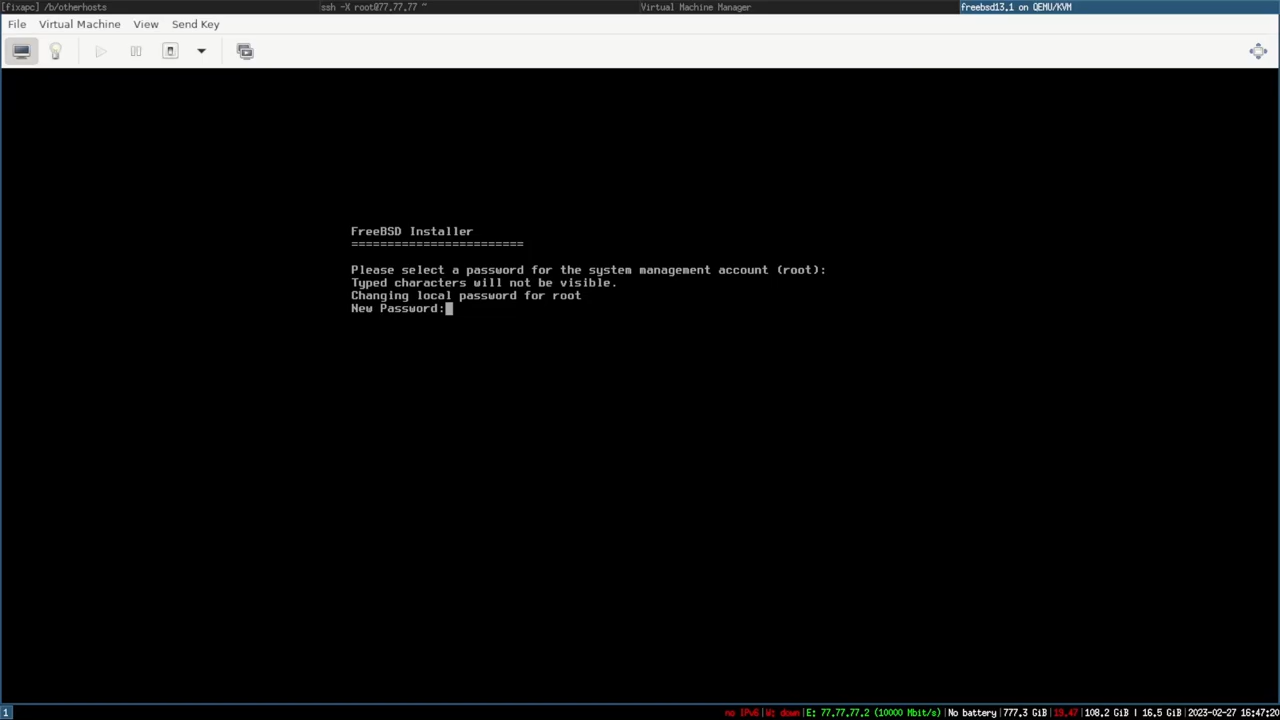 [fixapc] /b/otherhosts
ssh -X root@77.77.77 ~
Virtual Machine Manager
freebsd13.1 on QEMU/KVM
File Virtual Machine View Send Key
FreeBSD Installer
========================
Please select a password for the system management account (root):
Typed characters will not be visible.
Changing local password for root
New Password:
1
no IPv6|W: down|E: 77.77.77.2 (10000 Mbit/s)|No battery|777.3 GiB|19.47|108.2 GiB | 16.5 GiB|2023-02-27 16:47:20